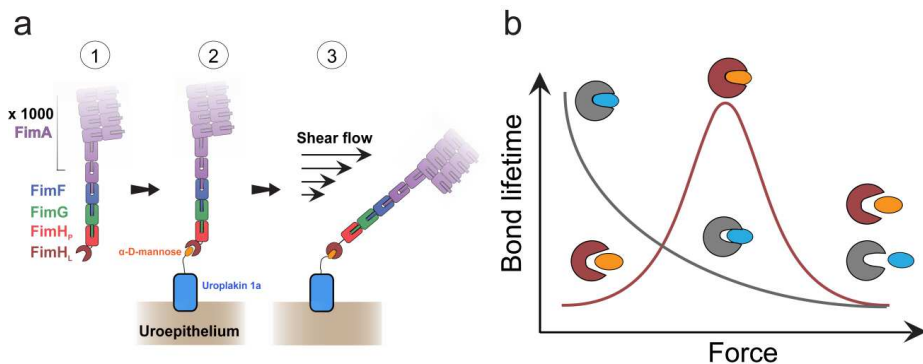 a
1
2
3
x 1000
FimA
FimF
FimG
FimHP
FimHL
α-D-mannose
Uroplakin 1a
Uroepithelium
Shear flow
b
Bond lifetime
Force